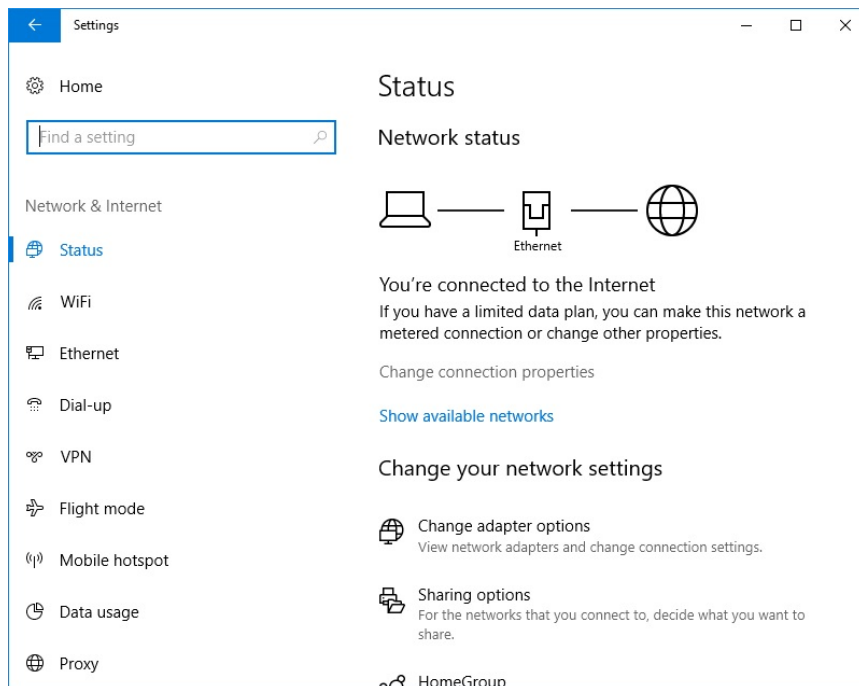 Settings
Home
Find a setting
Network & Internet
Status
WiFi
Ethernet
Dial-up
VPN
Flight mode
Mobile hotspot
Data usage
Proxy
Status
Network status
Ethernet
You're connected to the Internet
If you have a limited data plan, you can make this network a
metered connection or change other properties.
Change connection properties
Show available networks
Change your network settings
Change adapter options
View network adapters and change connection settings.
Sharing options
For the networks that you connect to, decide what you want to
share.
HomeGroup